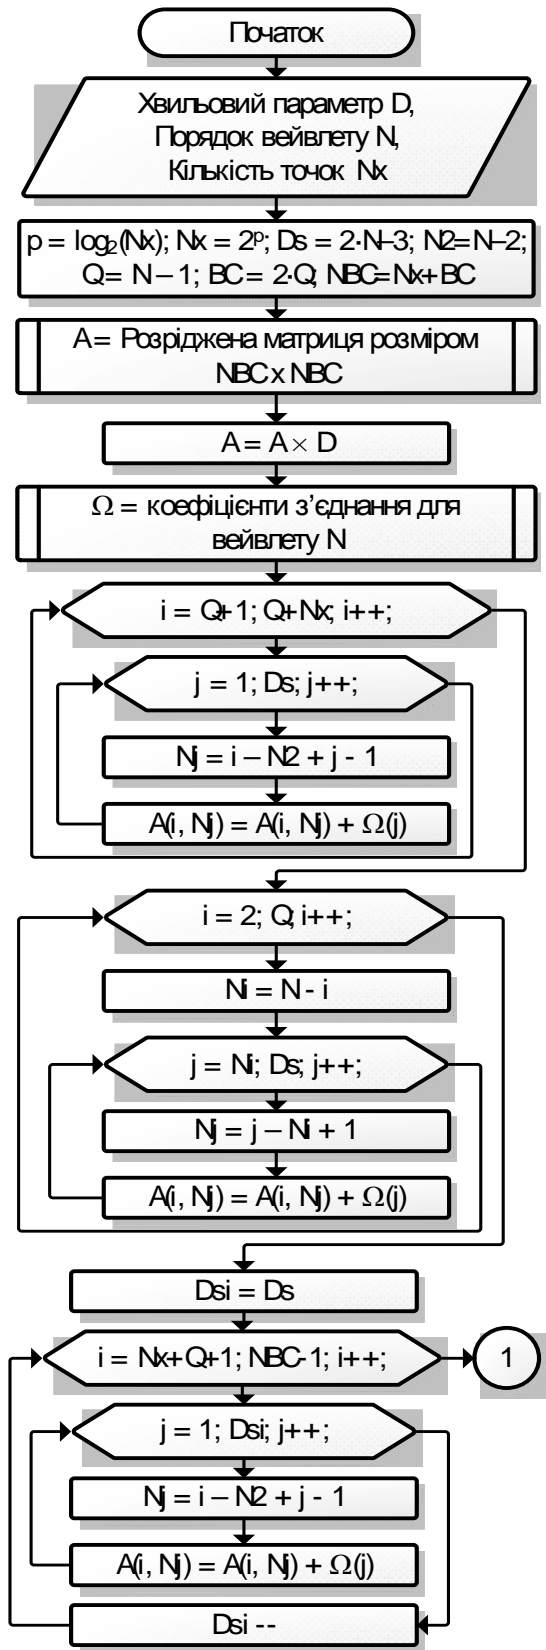 Початок
Хвильовий параметр D,
Порядок вейвлету N,
Кількість точок Nx
p = log₂(Nx); Nx = 2ᵖ; Ds = 2·N–3; N2=N–2;
Q = N – 1; BC = 2·Q; NBC=Nx+BC
A = Розріджена матриця розміром
NBC x NBC
A = A × D
Ω = коефіцієнти з’єднання для
вейвлету N
i = Q+1; Q+Nx; i++;
j = 1; Ds; j++;
Nj = i – N2 + j - 1
A(i, Nj) = A(i, Nj) + Ω(j)
i = 2; Q; i++;
Ni = N - i
j = Ni; Ds; j++;
Nj = j – Ni + 1
A(i, Nj) = A(i, Nj) + Ω(j)
Dsi = Ds
i = Nx+Q+1; NBC-1; i++;
1
j = 1; Dsi; j++;
Nj = i – N2 + j - 1
A(i, Nj) = A(i, Nj) + Ω(j)
Dsi --